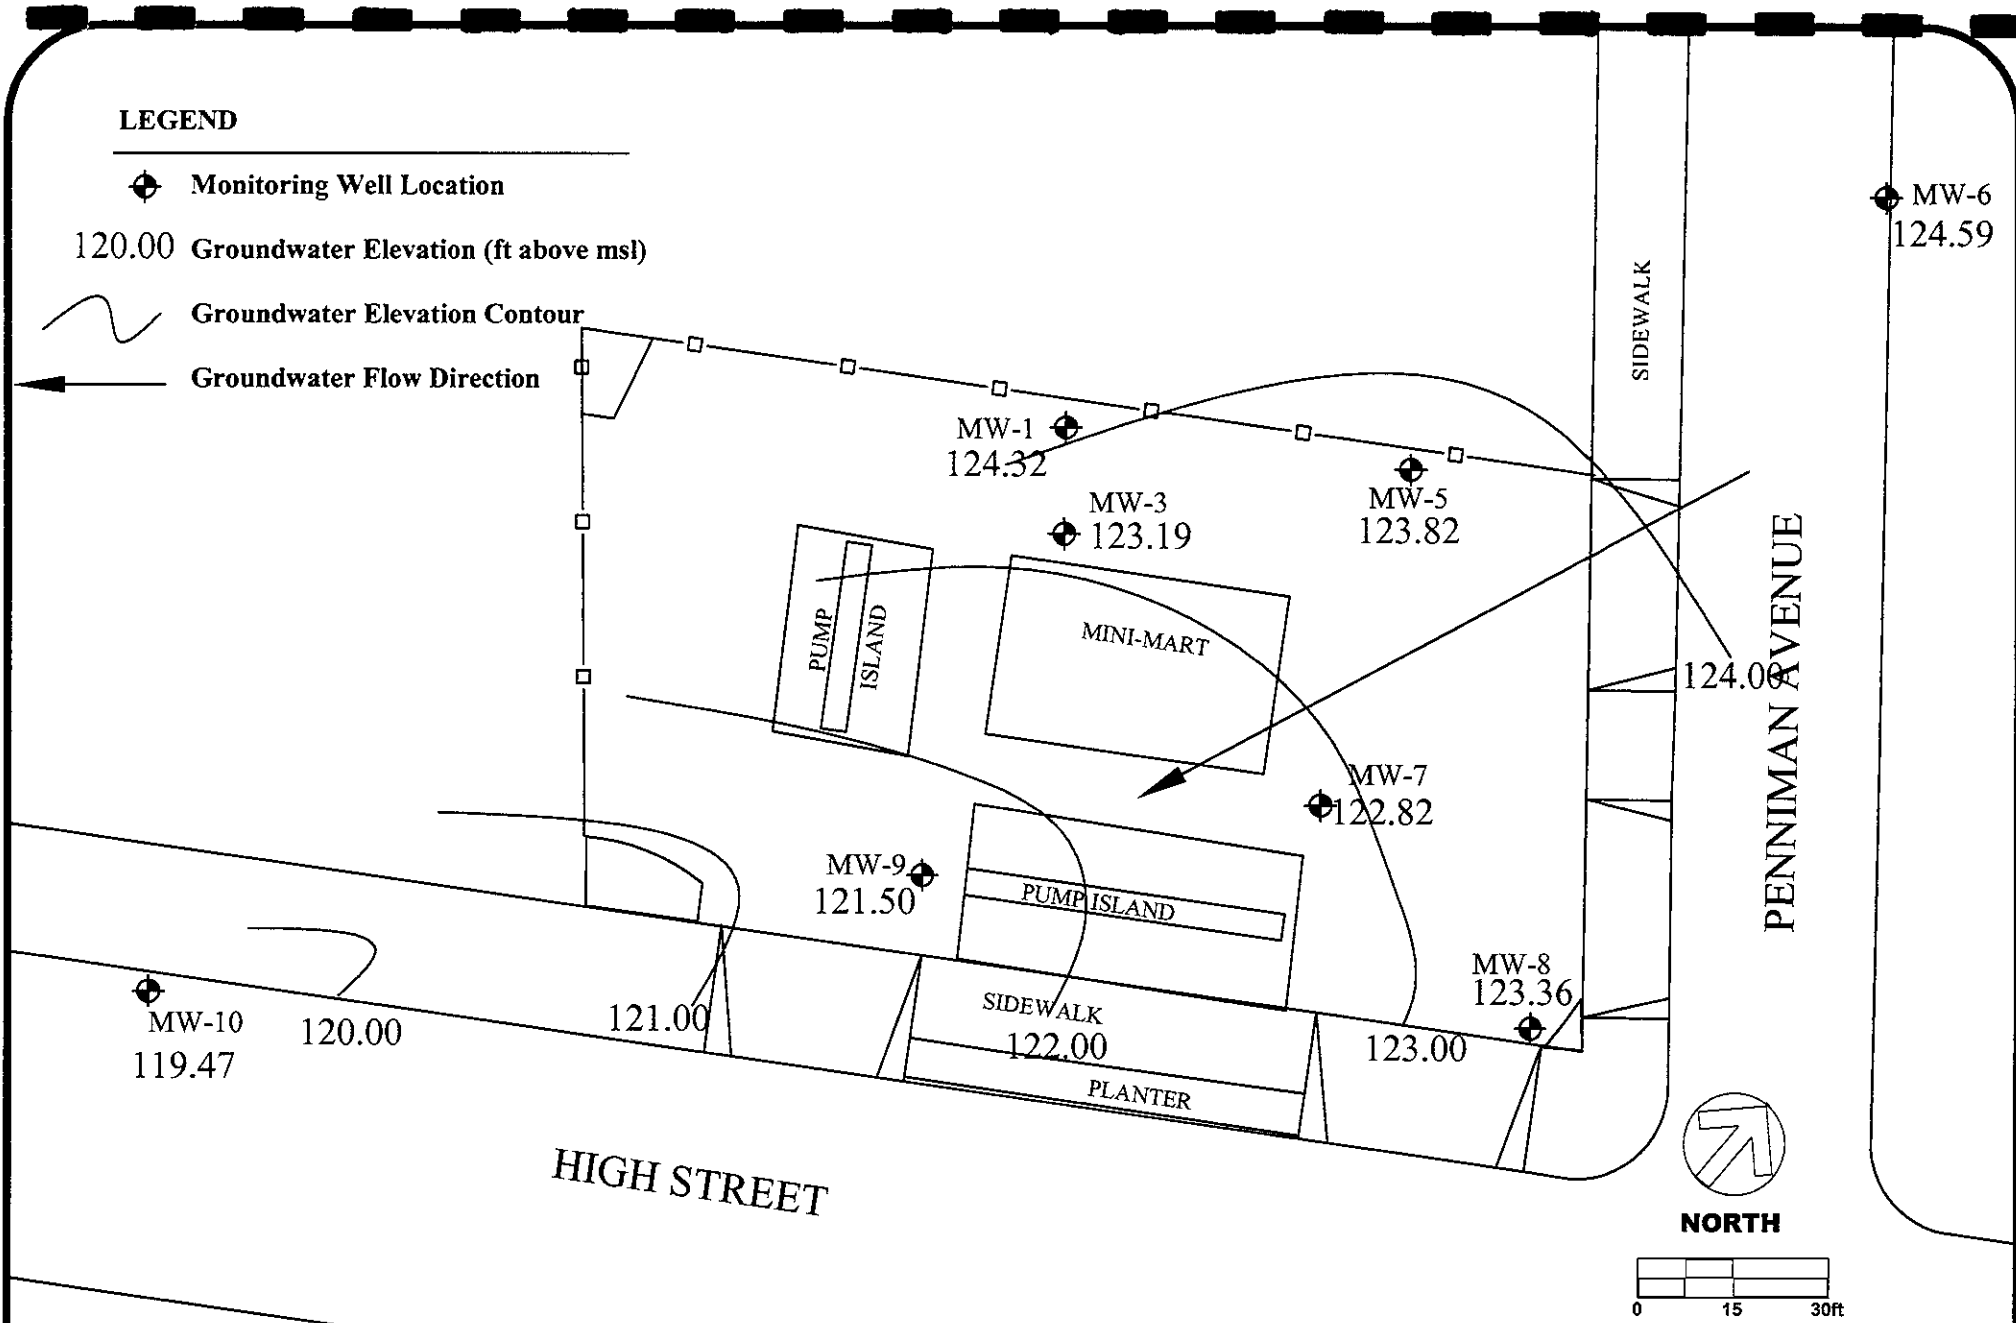 LEGEND
Monitoring Well Location
120.00 Groundwater Elevation (ft above msl)
Groundwater Elevation Contour
Groundwater Flow Direction
MW-6
124.59
SIDEWALK
MW-1
124.32
MW-3
123.19
MW-5
123.82
PUMP
ISLAND
MINI-MART
124.00
PENNIMAN AVENUE
MW-7
122.82
MW-9
121.50
PUMP ISLAND
MW-8
123.36
MW-10
119.47
120.00
121.00
SIDEWALK
122.00
123.00
PLANTER
HIGH STREET
NORTH
0 15 30ft